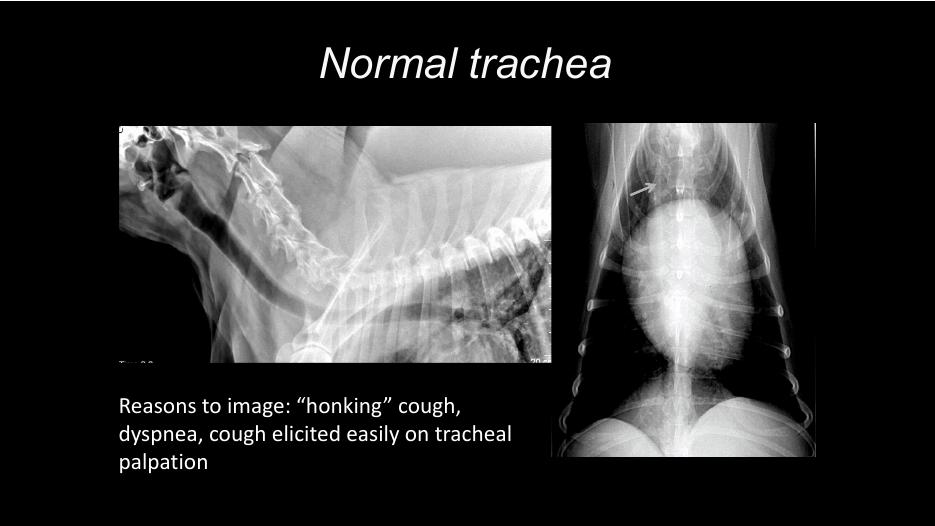 Normal trachea
Reasons to image: “honking” cough,
dyspnea, cough elicited easily on tracheal
palpation